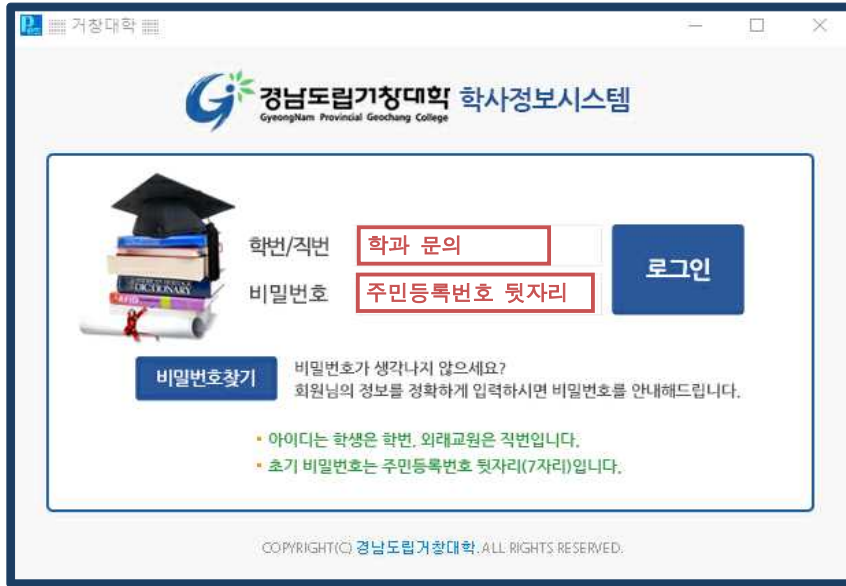 거창대학
경남도립거창대학 학사정보시스템
GyeongNam Provincial Geochang College
학번/직번 학과 문의
로그인
비밀번호 주민등록번호 뒷자리
DICTIONARY
비밀번호찾기
비밀번호가 생각나지 않으세요?
회원님의 정보를 정확하게 입력하시면 비밀번호를 안내해드립니다.
• 아이디는 학생은 학번, 외래교원은 직번입니다.
• 초기 비밀번호는 주민등록번호 뒷자리(7자리)입니다.
COPYRIGHT(C) 경남도립거창대학. ALL RIGHTS RESERVED.